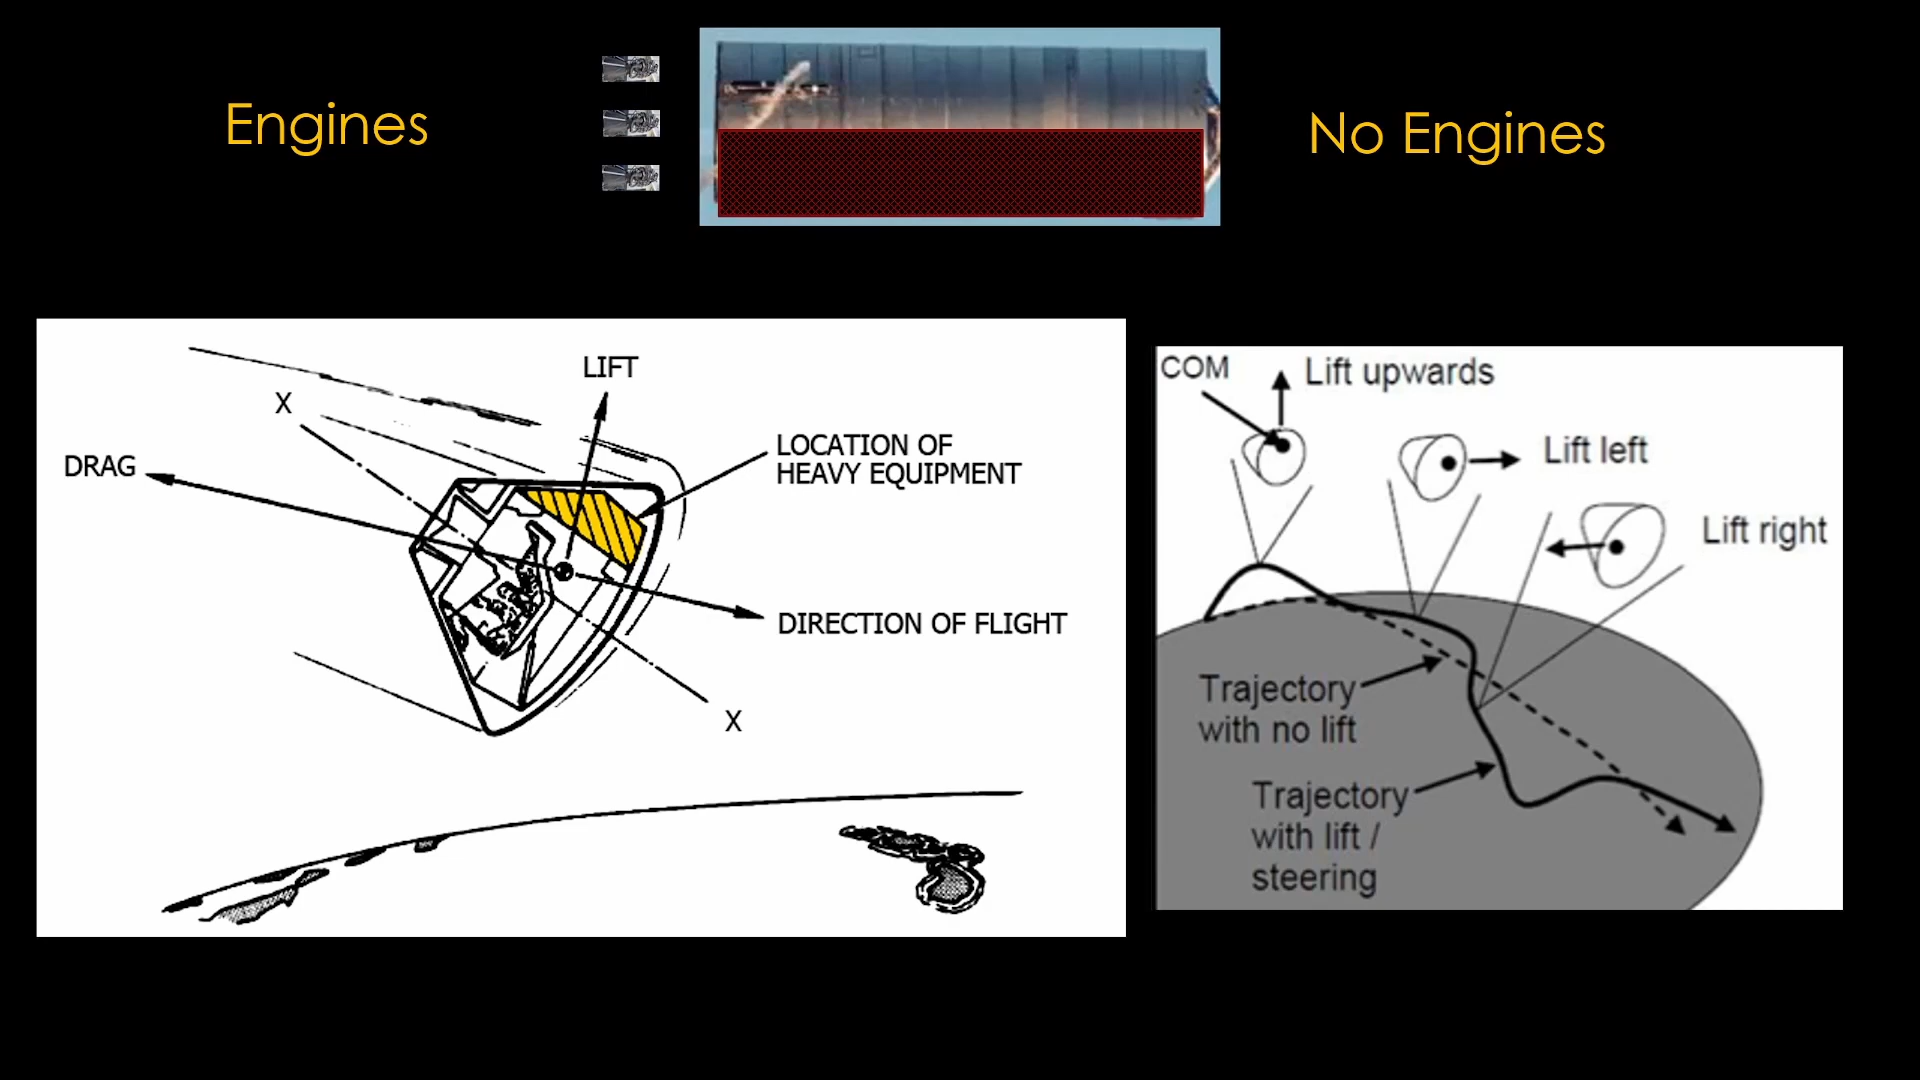 Engines
No Engines
LIFT
X
DRAG
LOCATION OF
HEAVY EQUIPMENT
DIRECTION OF FLIGHT
X
COM
Lift upwards
Lift left
Lift right
Trajectory
with no lift
Trajectory
with lift /
steering